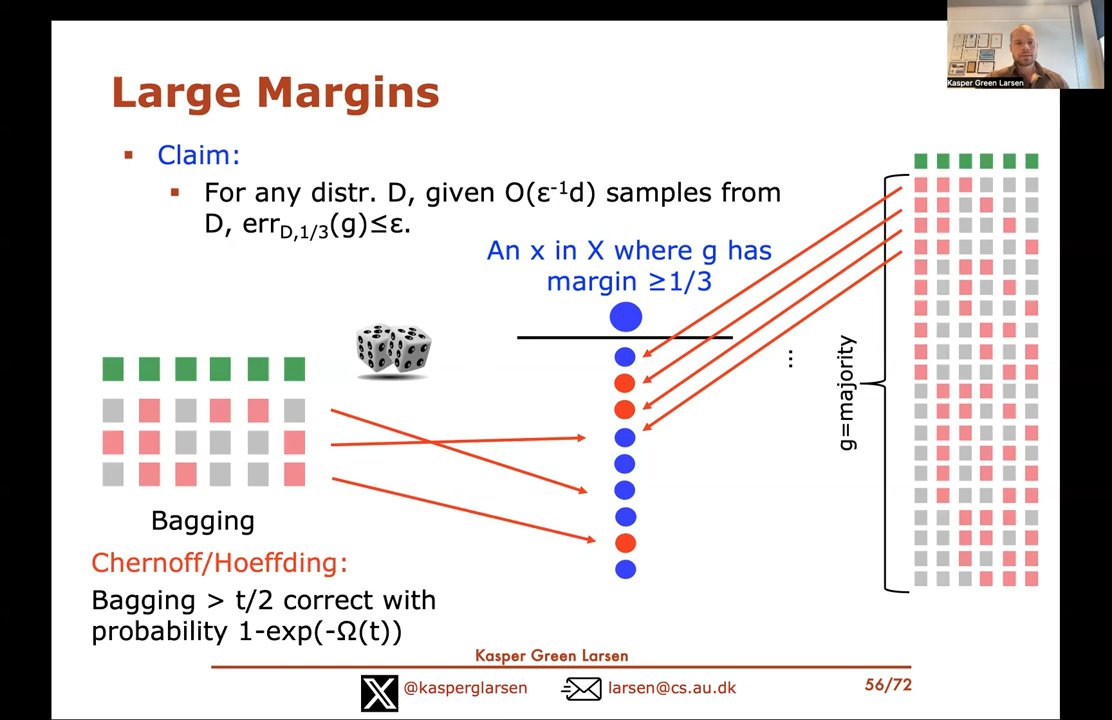 Kasper Green Larsen
Large Margins
Claim:
For any distr. D, given O(ε⁻¹d) samples from
D, err_{D,1/3}(g)≤ε.
An x in X where g has
margin ≥1/3
...
g=majority
Bagging
Chernoff/Hoeffding:
Bagging > t/2 correct with
probability 1-exp(-Ω(t))
Kasper Green Larsen
@kasperglarsen
larsen@cs.au.dk
56/72